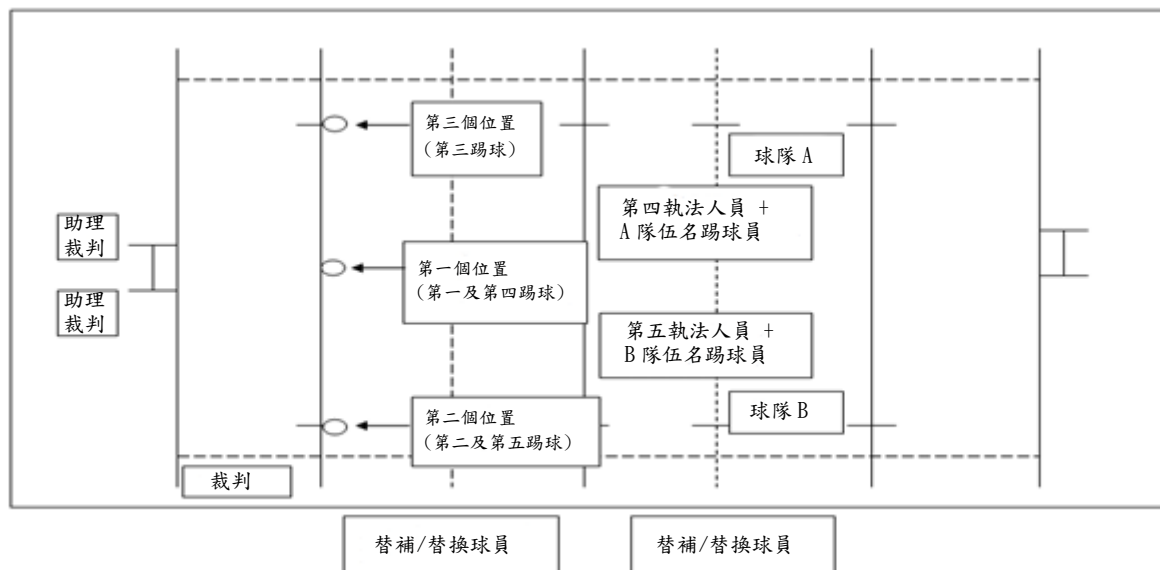 第三個位置
(第三踢球)
球隊 A
第四執法人員 +
A 隊伍名踢球員
助理
裁判
第一個位置
(第一及第四踢球)
助理
裁判
第五執法人員 +
B 隊伍名踢球員
第二個位置
(第二及第五踢球)
球隊 B
裁判
替補/替換球員
替補/替換球員